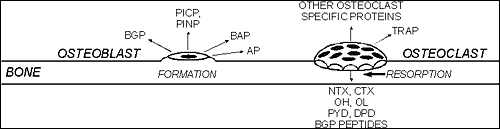 PICP,
PINP
BGP
BAP
AP
OSTEOBLAST
OTHER OSTEOCLAST
SPECIFIC PROTEINS
TRAP
OSTEOCLAST
BONE
FORMATION
RESORPTION
NTX, CTX
OH, OL
PYD, DPD
BGP PEPTIDES